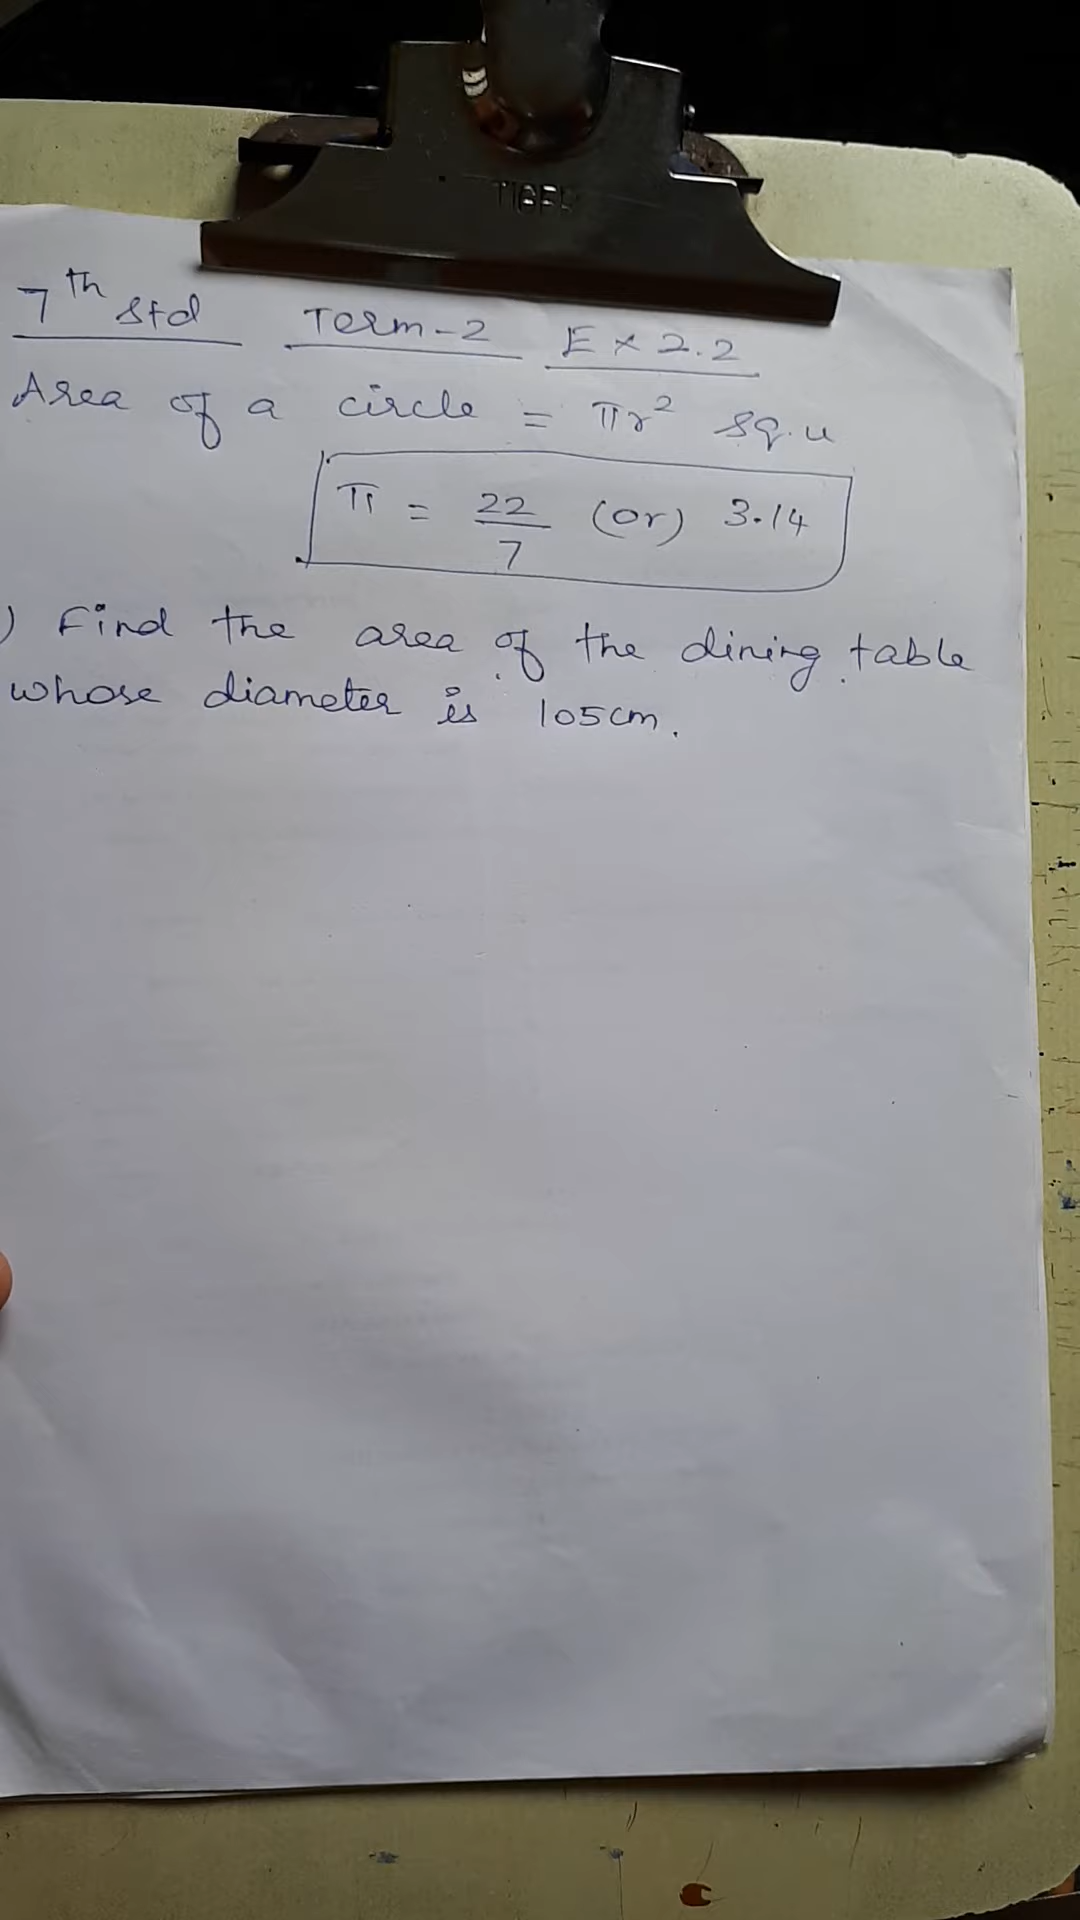 7th std Term-2 Ex 2.2
Area of a circle = πr² sq.u
π = 22/7 (or) 3.14
) Find the area of the dining table
whose diameter is 105cm.